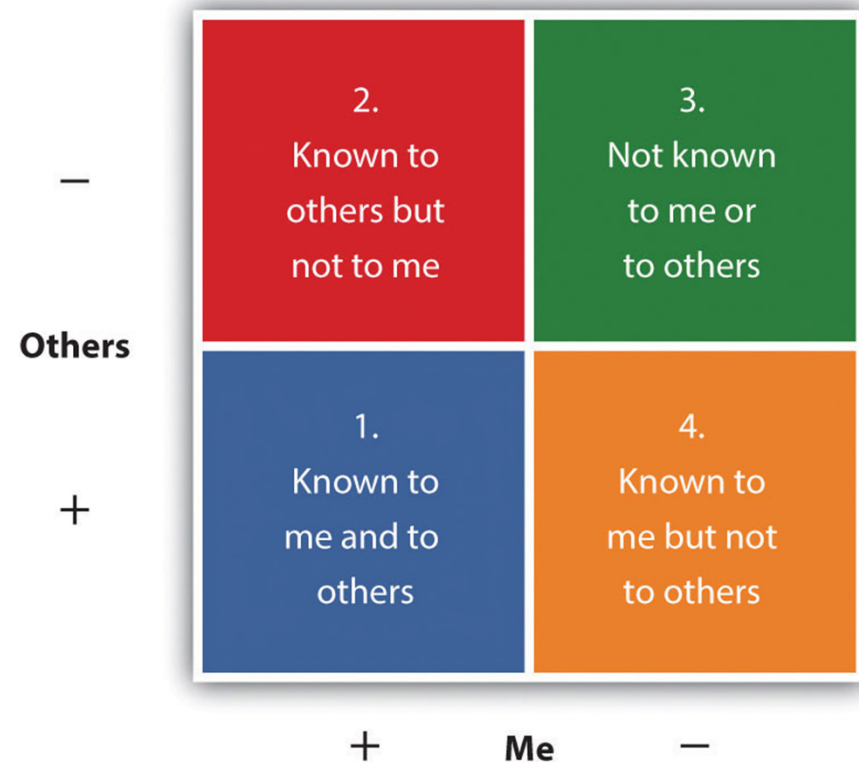 −
2.
Known to
others but
not to me
3.
Not known
to me or
to others
Others
+
1.
Known to
me and to
others
4.
Known to
me but not
to others
+ Me −